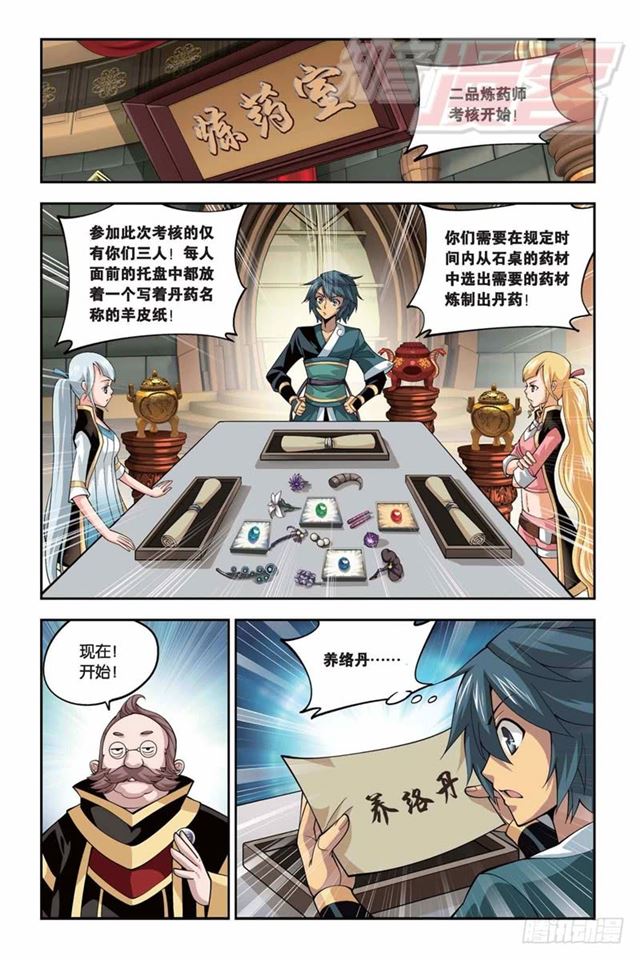 知音漫客
炼药室
二品炼药师
考核开始！
参加此次考核的仅
有你们三人！每人
面前的托盘中都放
着一个写着丹药名
称的羊皮纸！
你们需要在规定时
间内从石桌的药材
中选出需要的药材
炼制出丹药！
现在！
开始！
养络丹……
养络丹
腾讯动漫